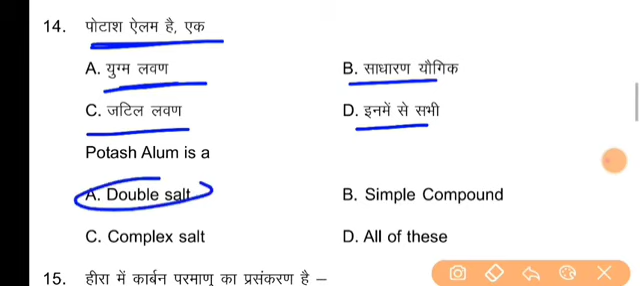 14. पोटाश ऐलम है, एक
A. युग्म लवण B. साधारण यौगिक
C. जटिल लवण D. इनमें से सभी
Potash Alum is a
A. Double salt B. Simple Compound
C. Complex salt D. All of these
15. हीरा में कार्बन परमाणु का प्रसंकरण है –